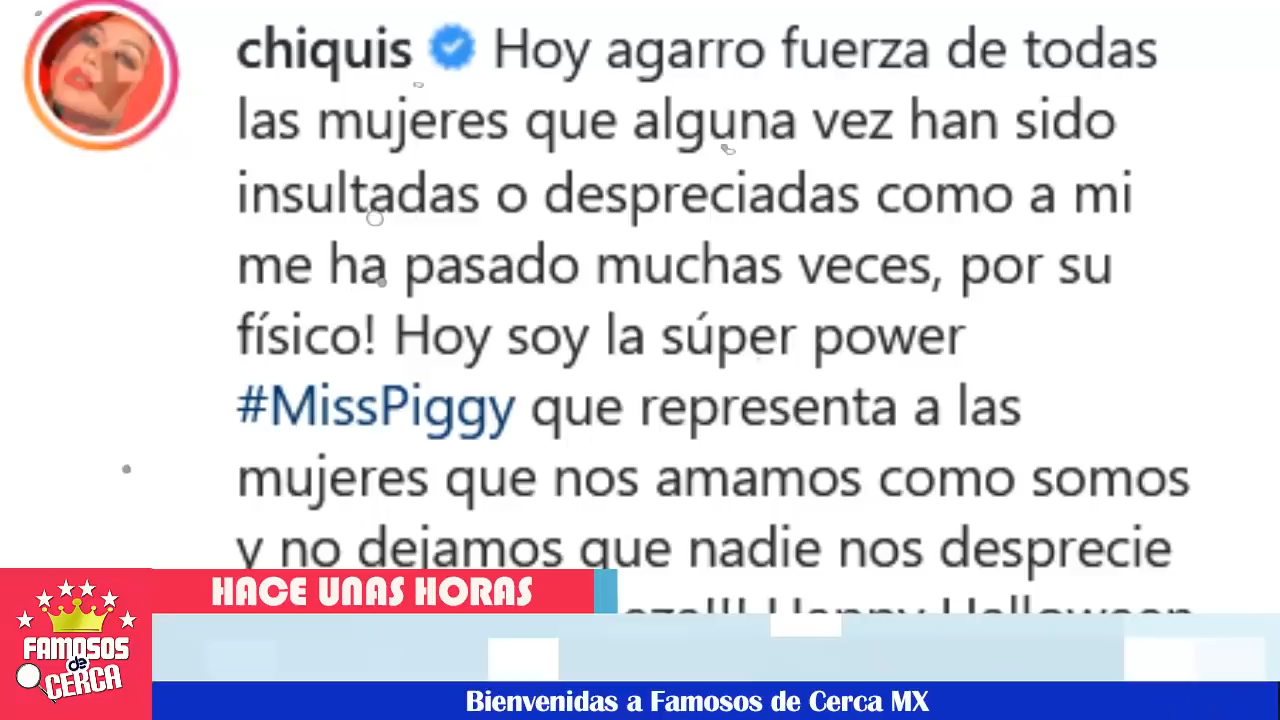 chiquis Hoy agarro fuerza de todas
las mujeres que alguna vez han sido
insultadas o despreciadas como a mi
me ha pasado muchas veces, por su
físico! Hoy soy la súper power
#MissPiggy que representa a las
mujeres que nos amamos como somos
y no dejamos que nadie nos desprecie
Happy Halloween
HACE UNAS HORAS
FAMOSOS
de
CERCA
Bienvenidas a Famosos de Cerca MX